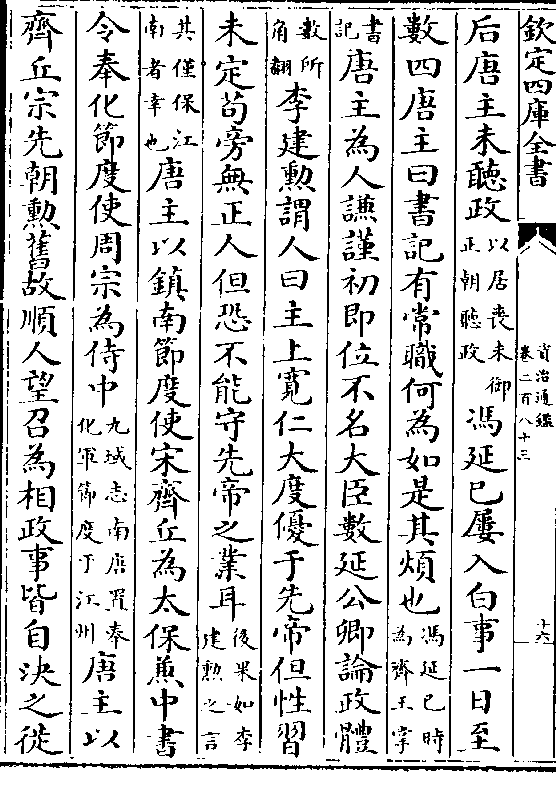 欽定四庫全書
資治通鑑
卷二百八十三
十六
后唐主未聽政以居喪未御正朝聽政馮延已屢入白事一日至
數四唐主曰書記有常職何為如是其煩也馮延已時為齊王掌
書記唐主為人謙謹初即位不名大臣數延公卿論政體
數所角翻李建勲謂人曰主上寛仁大度優于先帝但性習
未定苟旁無正人但恐不能守先帝之業耳後果如李建勲之言
其僅保江南者幸也唐主以鎮南節度使宋齊丘為太保兼中書
令奉化節度使周宗為侍中九域志南唐置奉化軍節度于江州唐主以
齊丘宗先朝勲舊故順人望召為相政事皆自決之徙